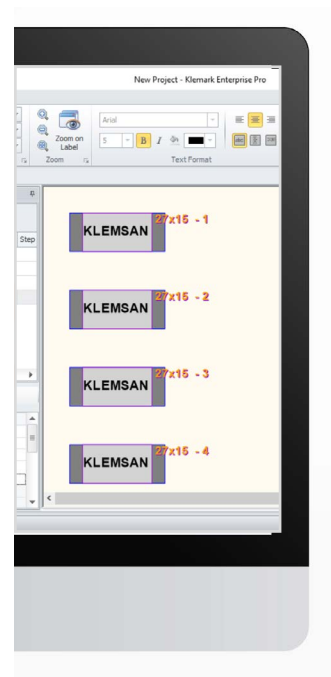 New Project - Klemark Enterprise Pro
Zoom on
Label
Arial
5
B
I
Zoom
Text Format
Step
27x15 - 1
KLEMSAN
27x15 - 2
KLEMSAN
27x15 - 3
KLEMSAN
27x15 - 4
KLEMSAN